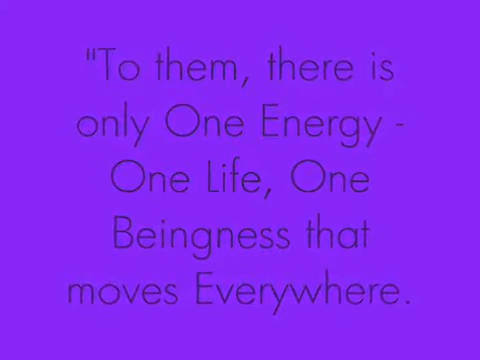 "To them, there is
only One Energy -
One Life, One
Beingness that
moves Everywhere.